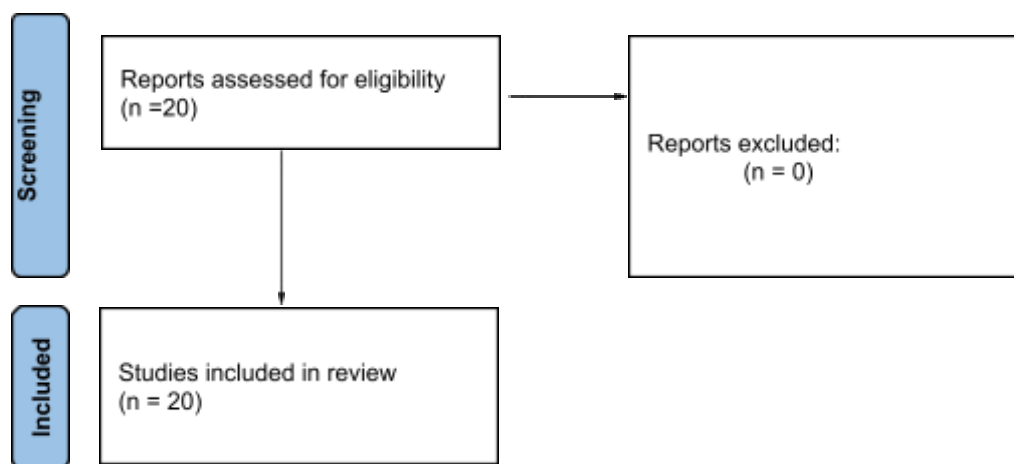 Screening
Reports assessed for eligibility
(n =20)
Reports excluded:
(n = 0)
Included
Studies included in review
(n = 20)